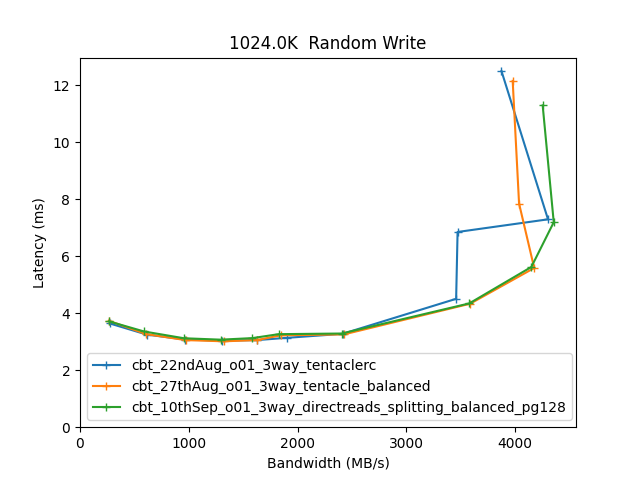 1024.0K  Random Write
Latency (ms)
12
10
8
6
4
2
0
cbt_22ndAug_o01_3way_tentaclerc
cbt_27thAug_o01_3way_tentacle_balanced
cbt_10thSep_o01_3way_directreads_splitting_balanced_pg128
0 1000 2000 3000 4000
Bandwidth (MB/s)